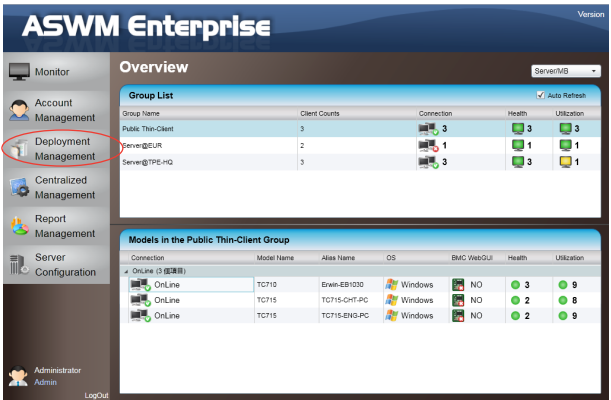 ASWM Enterprise
Version
Monitor
Account
Management
Deployment
Management
Centralized
Management
Report
Management
Server
Configuration
Administrator
Admin
LogOut
Overview
Server/MB
Group List
Auto Refresh
Group Name Client Counts Connection Health Utilization
Public Thin-Client 3 3 3 3
Server@EUR 2 1 1 1
Server@TPE-HQ 3 3 3 1
Models in the Public Thin-Client Group
Connection Model Name Alias Name OS BMC WebGUI Health Utilization
OnLine (3 個項目)
OnLine TC710 Erwin-EB1030 Windows NO 3 9
OnLine TC715 TC715-CHT-PC Windows NO 2 8
OnLine TC715 TC715-ENG-PC Windows NO 2 9